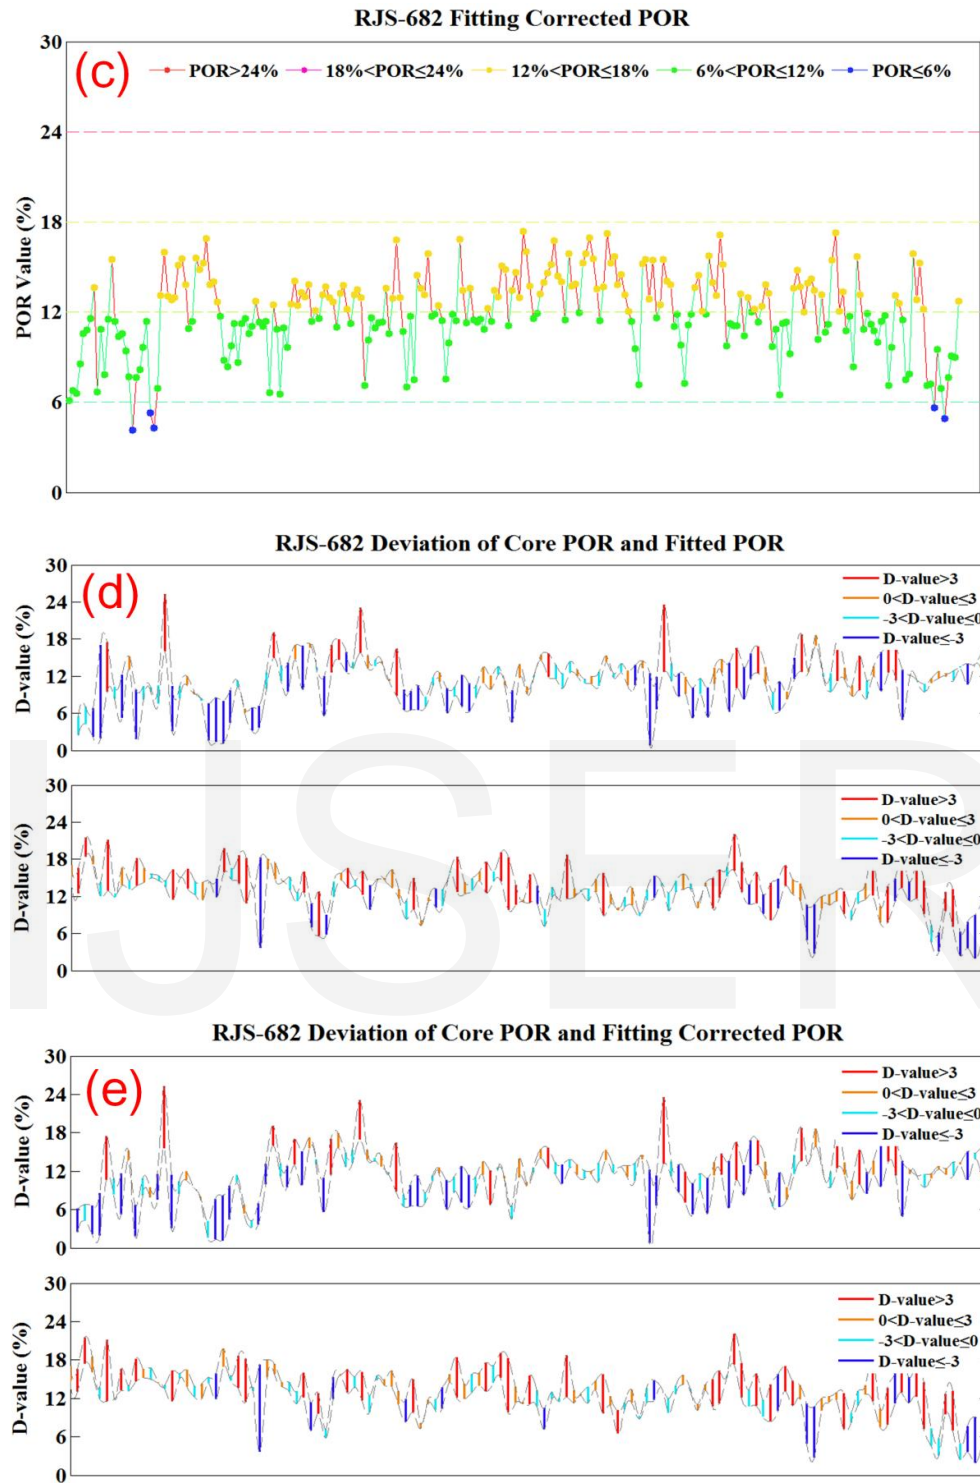 RJS-682 Fitting Corrected POR
(c)
POR>24% 18%<POR≤24% 12%<POR≤18% 6%<POR≤12% POR≤6%
POR Value (%)
30
24
18
12
6
0
RJS-682 Deviation of Core POR and Fitted POR
(d)
D-value (%)
30
24
18
12
6
0
D-value>3
0<D-value≤3
-3<D-value≤0
D-value≤-3
D-value (%)
30
24
18
12
6
0
D-value>3
0<D-value≤3
-3<D-value≤0
D-value≤-3
IJSER
RJS-682 Deviation of Core POR and Fitting Corrected POR
(e)
D-value (%)
30
24
18
12
6
0
D-value>3
0<D-value≤3
-3<D-value≤0
D-value≤-3
D-value (%)
30
24
18
12
6
0
D-value>3
0<D-value≤3
-3<D-value≤0
D-value≤-3